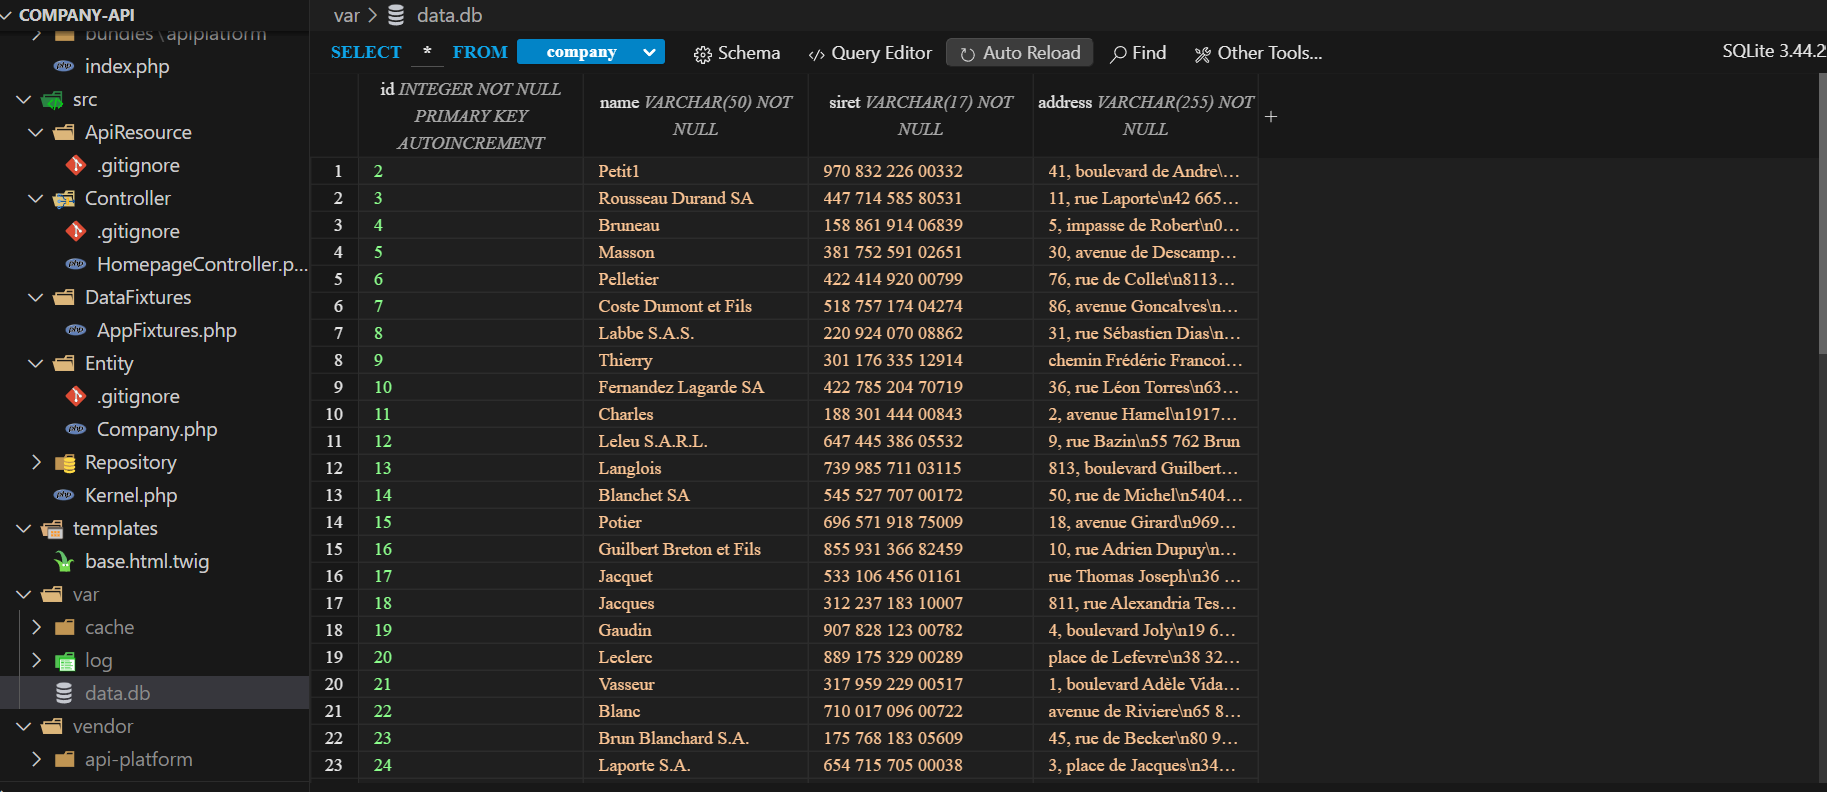 COMPANY-API
bundles \apiplatform
index.php
src
ApiResource
.gitignore
Controller
.gitignore
HomepageController.p...
DataFixtures
AppFixtures.php
Entity
.gitignore
Company.php
Repository
Kernel.php
templates
base.html.twig
var
cache
log
data.db
vendor
api-platform
var > data.db
SELECT * FROM company Schema Query Editor Auto Reload Find Other Tools... SQLite 3.44.2
id INTEGER NOT NULL PRIMARY KEY AUTOINCREMENT name VARCHAR(50) NOT NULL siret VARCHAR(17) NOT NULL address VARCHAR(255) NOT NULL +
1 2 Petit1 970 832 226 00332 41, boulevard de Andre\...
2 3 Rousseau Durand SA 447 714 585 80531 11, rue Laporte\n42 665...
3 4 Bruneau 158 861 914 06839 5, impasse de Robert\n0...
4 5 Masson 381 752 591 02651 30, avenue de Descamp...
5 6 Pelletier 422 414 920 00799 76, rue de Collet\n8113...
6 7 Coste Dumont et Fils 518 757 174 04274 86, avenue Goncalves\n...
7 8 Labbe S.A.S. 220 924 070 08862 31, rue Sébastien Dias\n...
8 9 Thierry 301 176 335 12914 chemin Frédéric Francoi...
9 10 Fernandez Lagarde SA 422 785 204 70719 36, rue Léon Torres\n63...
10 11 Charles 188 301 444 00843 2, avenue Hamel\n1917...
11 12 Leleu S.A.R.L. 647 445 386 05532 9, rue Bazin\n55 762 Brun
12 13 Langlois 739 985 711 03115 813, boulevard Guilbert...
13 14 Blanchet SA 545 527 707 00172 50, rue de Michel\n5404...
14 15 Potier 696 571 918 75009 18, avenue Girard\n969...
15 16 Guilbert Breton et Fils 855 931 366 82459 10, rue Adrien Dupuy\n...
16 17 Jacquet 533 106 456 01161 rue Thomas Joseph\n36 ...
17 18 Jacques 312 237 183 10007 811, rue Alexandria Tes...
18 19 Gaudin 907 828 123 00782 4, boulevard Joly\n19 6...
19 20 Leclerc 889 175 329 00289 place de Lefevre\n38 32...
20 21 Vasseur 317 959 229 00517 1, boulevard Adèle Vida...
21 22 Blanc 710 017 096 00722 avenue de Riviere\n65 8...
22 23 Brun Blanchard S.A. 175 768 183 05609 45, rue de Becker\n80 9...
23 24 Laporte S.A. 654 715 705 00038 3, place de Jacques\n34...